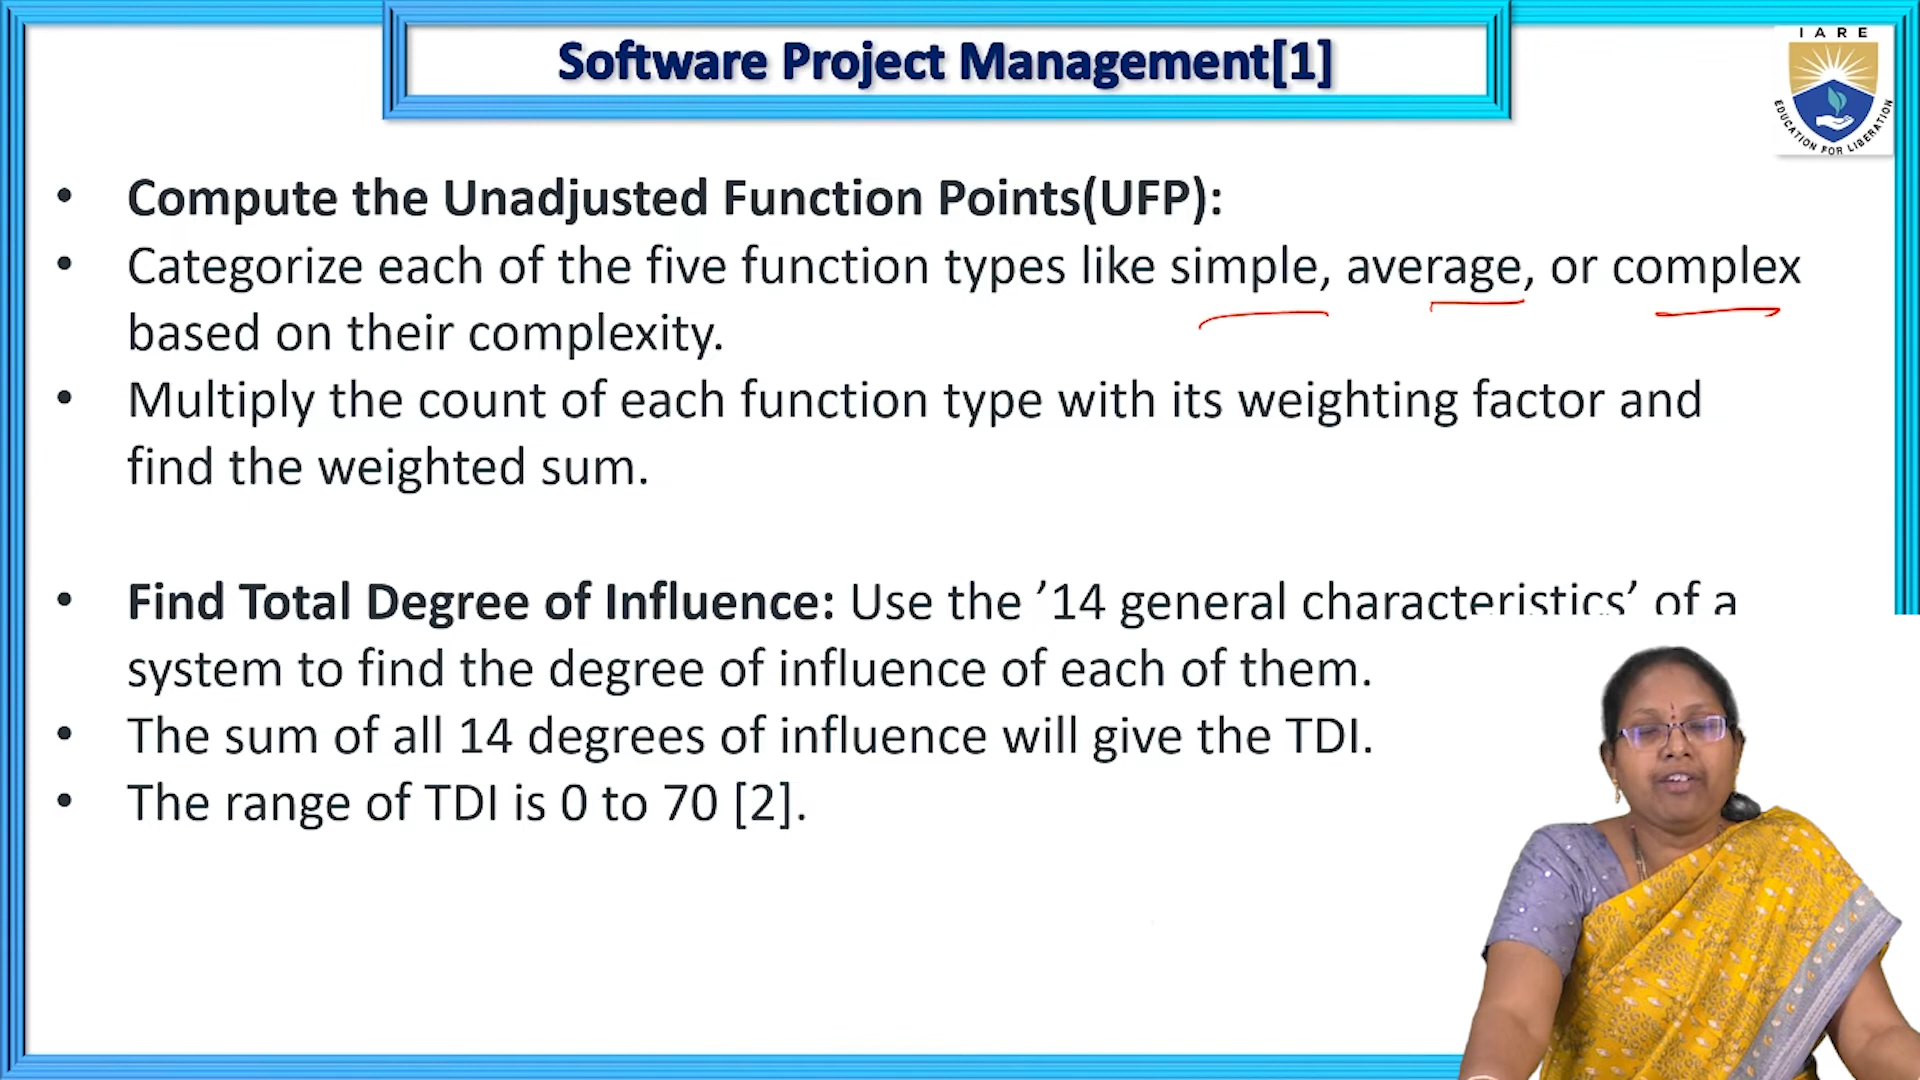 Software Project Management[1]
I A R E
EDUCATION FOR LIBERATION
• Compute the Unadjusted Function Points(UFP):
• Categorize each of the five function types like simple, average, or complex
based on their complexity.
• Multiply the count of each function type with its weighting factor and
find the weighted sum.
• Find Total Degree of Influence: Use the ’14 general characteristics’ of a
system to find the degree of influence of each of them.
• The sum of all 14 degrees of influence will give the TDI.
• The range of TDI is 0 to 70 [2].